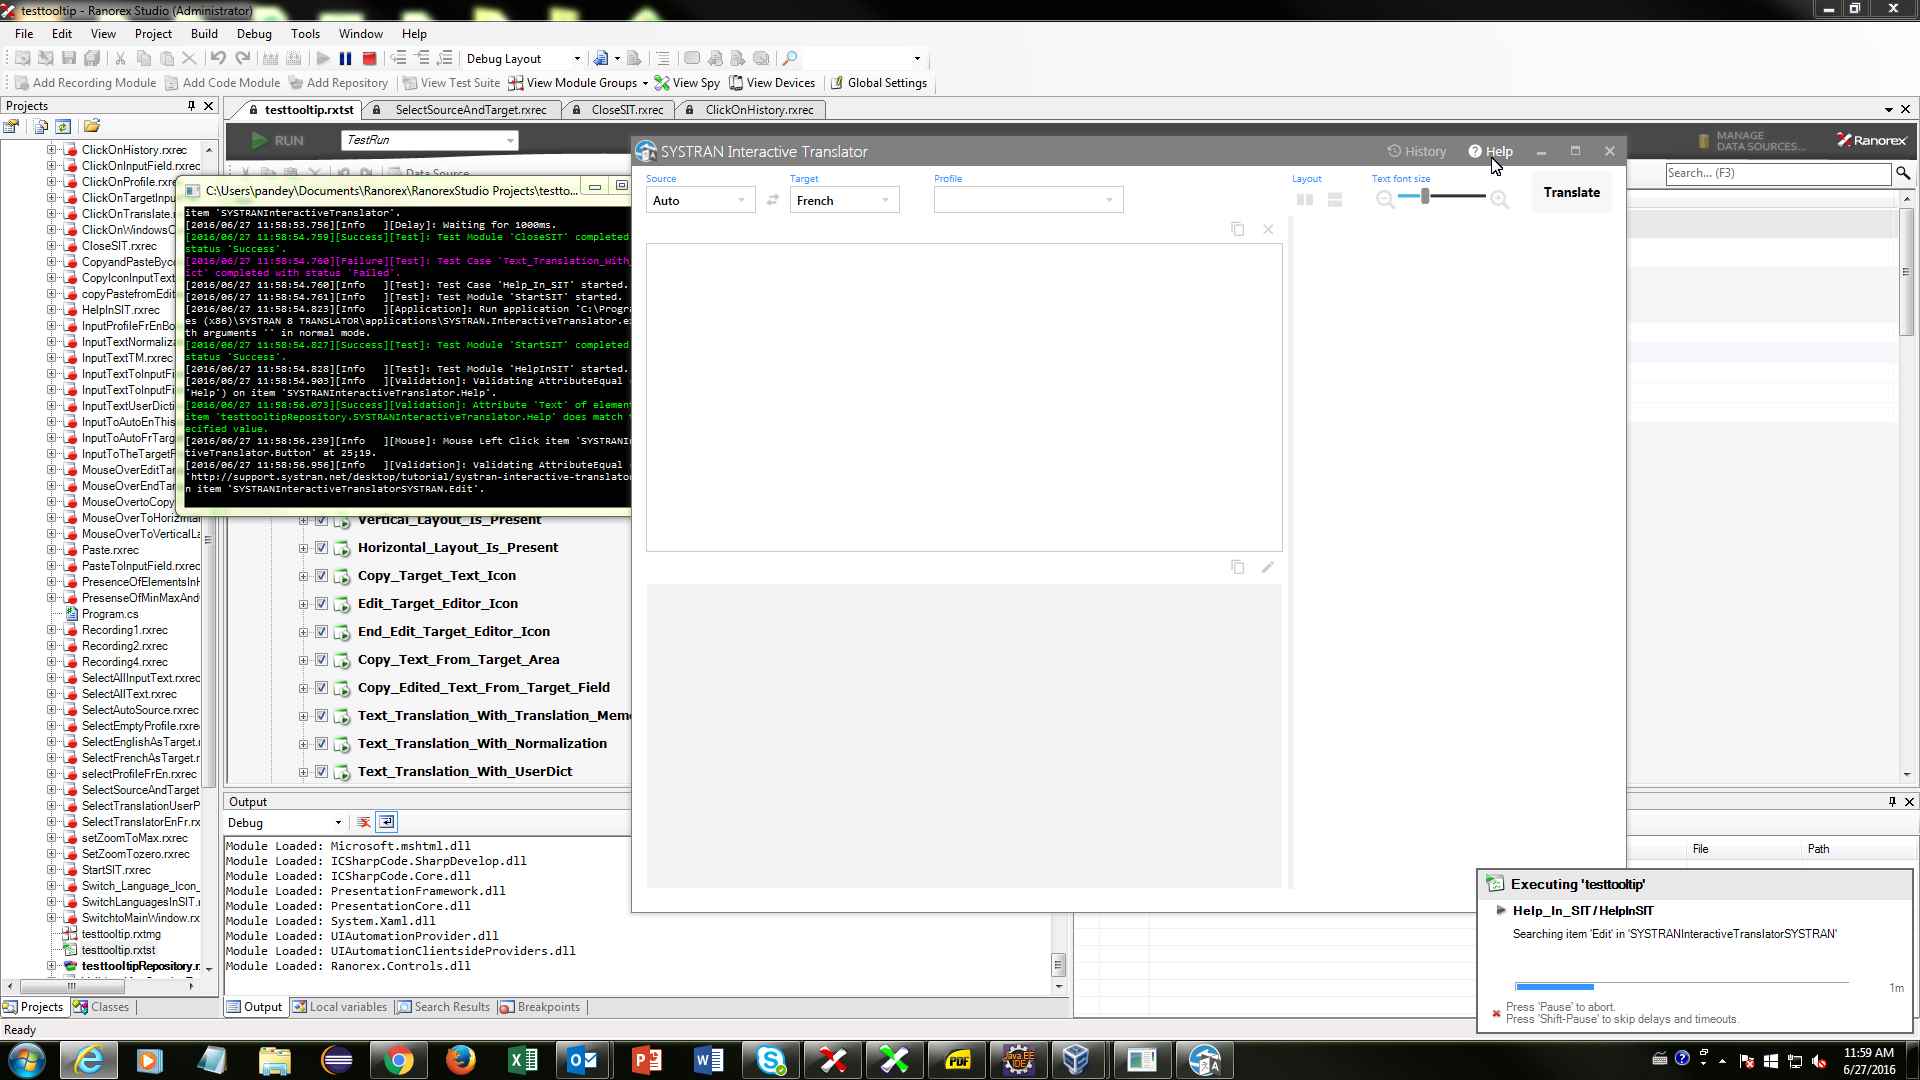 testtooltip - Ranorex Studio (Administrator)
File Edit View Project Build Debug Tools Window Help
Debug Layout
Add Recording Module Add Code Module Add Repository View Test Suite View Module Groups View Spy View Devices Global Settings
Projects
testtooltip.rxtst SelectSourceAndTarget.rxrec CloseSIT.rxrec ClickOnHistory.rxrec
RUN TestRun
MANAGE
DATA SOURCES...
Ranorex
Data Source
Search... (F3)
ClickOnHistory.rxrec
ClickOnInputField.rxrec
ClickOnProfile.rxre
ClickOnTargetInpu
ClickOnTranslate.r
ClickOnWindowsC
CloseSIT.rxrec
CopyandPasteByco
CopyIconInputText
copyPastefromEdit
HelpInSIT.rxrec
InputProfileFrEnBo
InputTextNormaliza
InputTextTM.rxrec
InputTextToInputFi
InputTextToInputFi
InputTextUserDicti
InputToAutoEnThis
InputToAutoFrTarg
InputToTheTargetF
MouseOverEditTar
MouseOverEndTar
MouseOvertoCopy
MouseOverToHorizintal
MouseOverToVerticalLa
Paste.rxrec
PasteToInputField.rxrec
PresenceOfElementsInH
PresenseOfMinMaxAnd
Program.cs
Recording1.rxrec
Recording2.rxrec
Recording4.rxrec
SelectAllInputText.rxrec
SelectAllText.rxrec
SelectAutoSource.rxrec
SelectEmptyProfile.rxre
SelectEnglishAsTarget.r
SelectFrenchAsTarget.r
selectProfileFrEn.rxrec
SelectSourceAndTarget
SelectTranslationUserP
SelectTranslatorEnFr.rx
setZoomToMax.rxrec
SetZoomTozero.rxrec
StartSIT.rxrec
Switch_Language_Icon_
SwitchLanguagesInSIT.r
SwitchtoMainWindow.rx
testtooltip.rxtmg
testtooltip.rxtst
testtooltipRepository.r
Projects Classes
C:\Users\pandey\Documents\Ranorex\RanorexStudio Projects\testto...
item 'SYSTRANInteractiveTranslator'.
[2016/06/27 11:58:53.756][Info   ][Delay]: Waiting for 1000ms.
[2016/06/27 11:58:54.759][Success][Test]: Test Module 'CloseSIT' completed
status 'Success'.
[2016/06/27 11:58:54.760][Failure][Test]: Test Case 'Text_Translation_With_
ict' completed with status 'Failed'.
[2016/06/27 11:58:54.760][Info   ][Test]: Test Case 'Help_In_SIT' started.
[2016/06/27 11:58:54.761][Info   ][Test]: Test Module 'StartSIT' started.
[2016/06/27 11:58:54.823][Info   ][Application]: Run application 'C:\Progra
es (x86)\SYSTRAN 8 TRANSLATOR\applications\SYSTRAN.InteractiveTranslator.ex
th arguments '' in normal mode.
[2016/06/27 11:58:54.827][Success][Test]: Test Module 'StartSIT' completed
status 'Success'.
[2016/06/27 11:58:54.828][Info   ][Test]: Test Module 'HelpInSIT' started.
[2016/06/27 11:58:54.903][Info   ][Validation]: Validating AttributeEqual (
'Help') on item 'SYSTRANInteractiveTranslator.Help'.
[2016/06/27 11:58:56.073][Success][Validation]: Attribute 'Text' of element
item 'testtooltipRepository.SYSTRANInteractiveTranslator.Help' does match
ecified value.
[2016/06/27 11:58:56.239][Info   ][Mouse]: Mouse Left Click item 'SYSTRANIn
tiveTranslator.Button' at 25;19.
[2016/06/27 11:58:56.956][Info   ][Validation]: Validating AttributeEqual
'http://support.systran.net/desktop/tutorial/systran-interactive-translator
n item 'SYSTRANInteractiveTranslatorSYSTRAN.Edit'.
Vertical_Layout_Is_Present
Horizontal_Layout_Is_Present
Copy_Target_Text_Icon
Edit_Target_Editor_Icon
End_Edit_Target_Editor_Icon
Copy_Text_From_Target_Area
Copy_Edited_Text_From_Target_Field
Text_Translation_With_Translation_Memo
Text_Translation_With_Normalization
Text_Translation_With_UserDict
SYSTRAN Interactive Translator History Help
Source Target Profile Layout Text font size
Auto French Translate
Output
Debug
Module Loaded: Microsoft.mshtml.dll
Module Loaded: ICSharpCode.SharpDevelop.dll
Module Loaded: ICSharpCode.Core.dll
Module Loaded: PresentationFramework.dll
Module Loaded: PresentationCore.dll
Module Loaded: System.Xaml.dll
Module Loaded: UIAutomationProvider.dll
Module Loaded: UIAutomationClientsideProviders.dll
Module Loaded: Ranorex.Controls.dll
Output Local variables Search Results Breakpoints
File Path
Executing 'testtooltip'
Help_In_SIT / HelpInSIT
Searching item 'Edit' in 'SYSTRANInteractiveTranslatorSYSTRAN'
1m
Press 'Pause' to abort.
Press 'Shift-Pause' to skip delays and timeouts.
Ready
PDF
Java EE
IDE
11:59 AM
6/27/2016